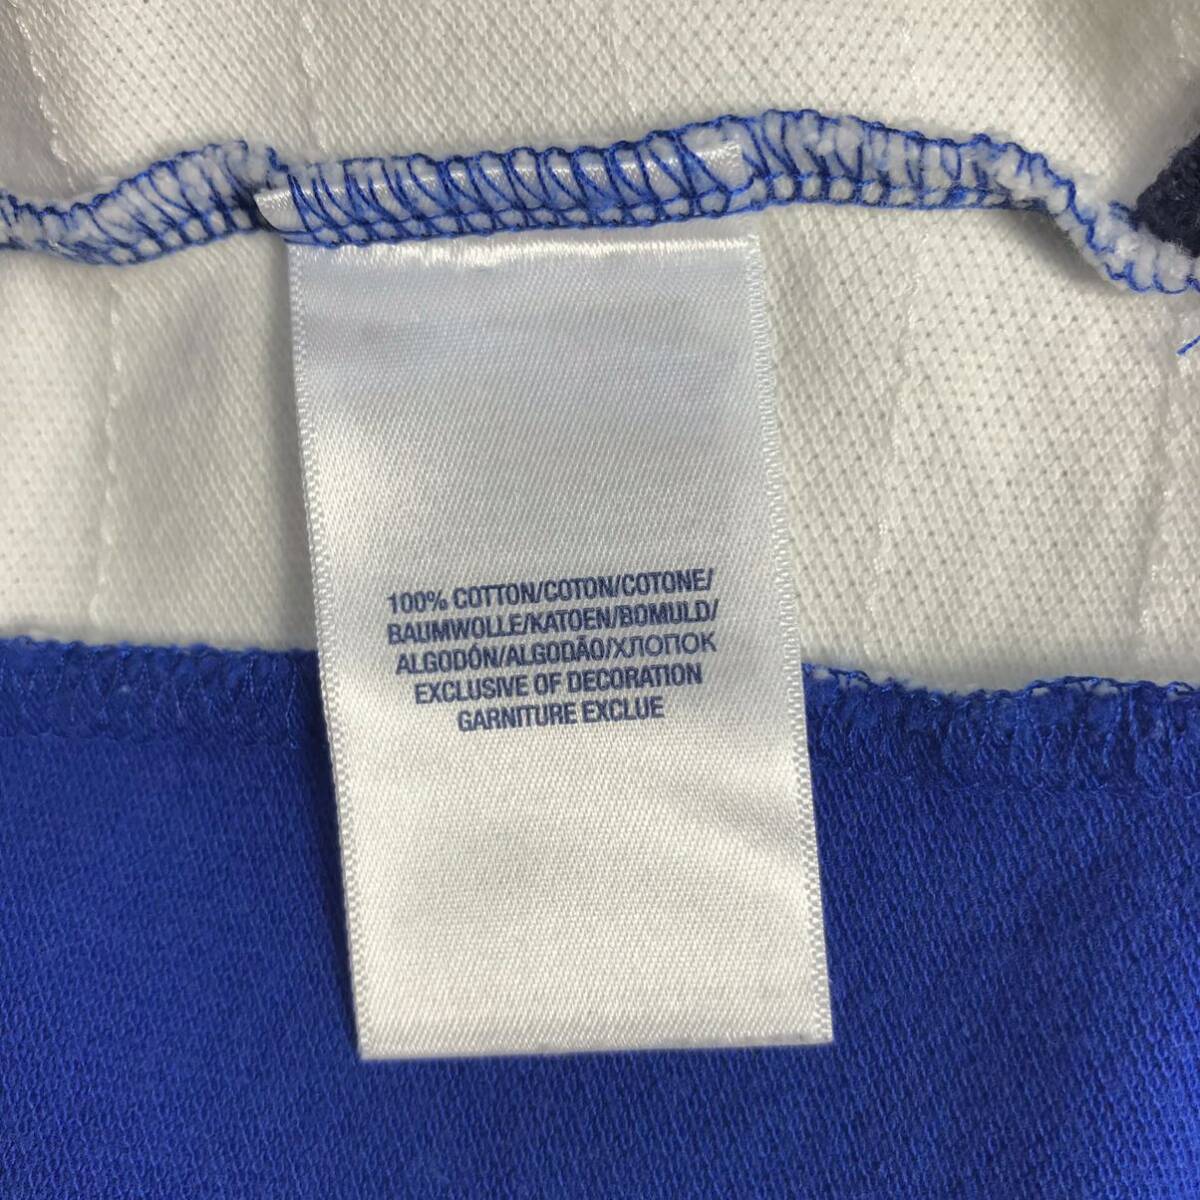 100% COTTON/COTON/COTONE/
BAUMWOLLE/KATOEN/BOMULD/
ALGODÓN/ALGODÃO/ХЛОПОК
EXCLUSIVE OF DECORATION
GARNITURE EXCLUE